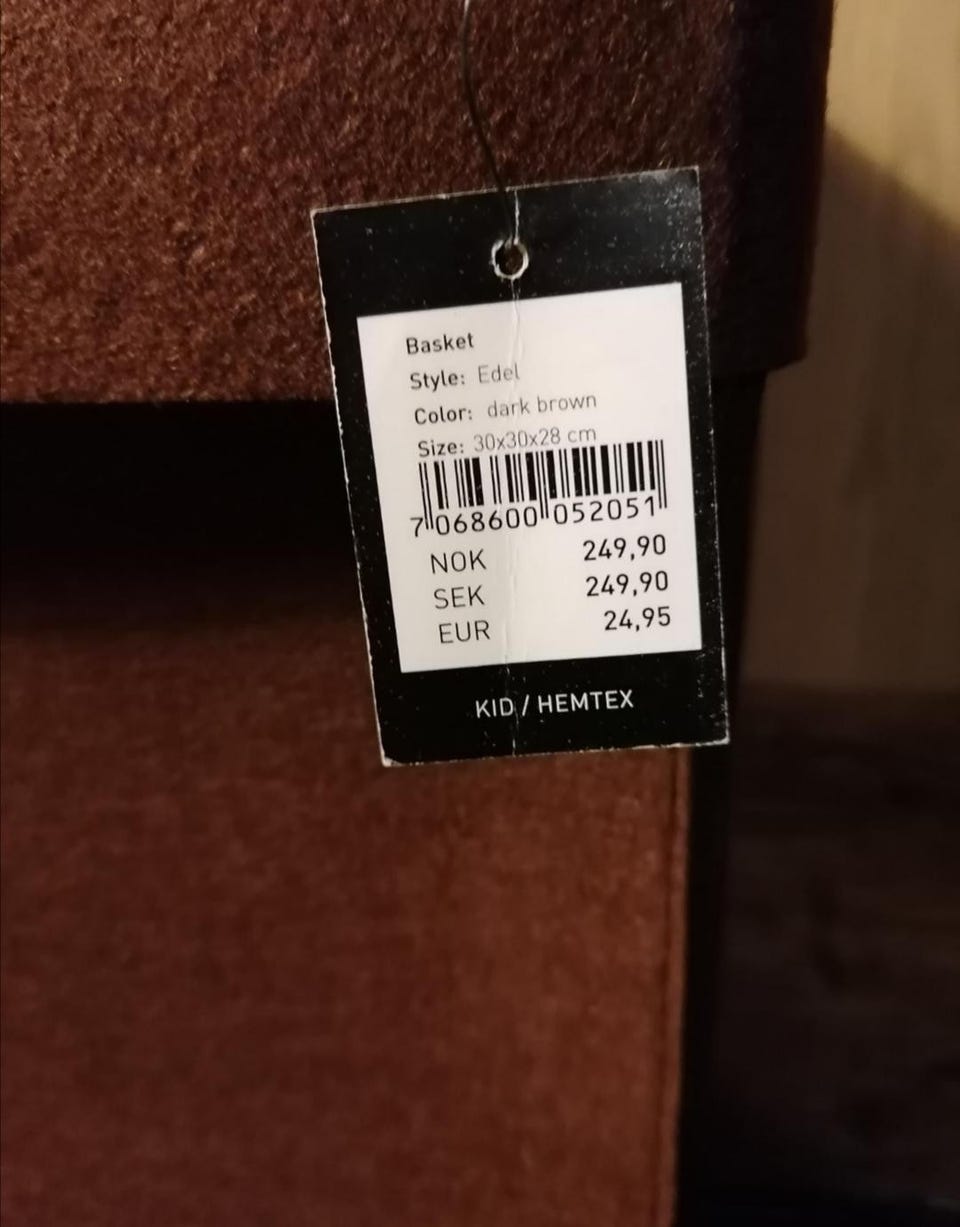 Basket
Style: Edel
Color: dark brown
Size: 30x30x28 cm
7 068600 052051
NOK 249,90
SEK 249,90
EUR 24,95
KID / HEMTEX